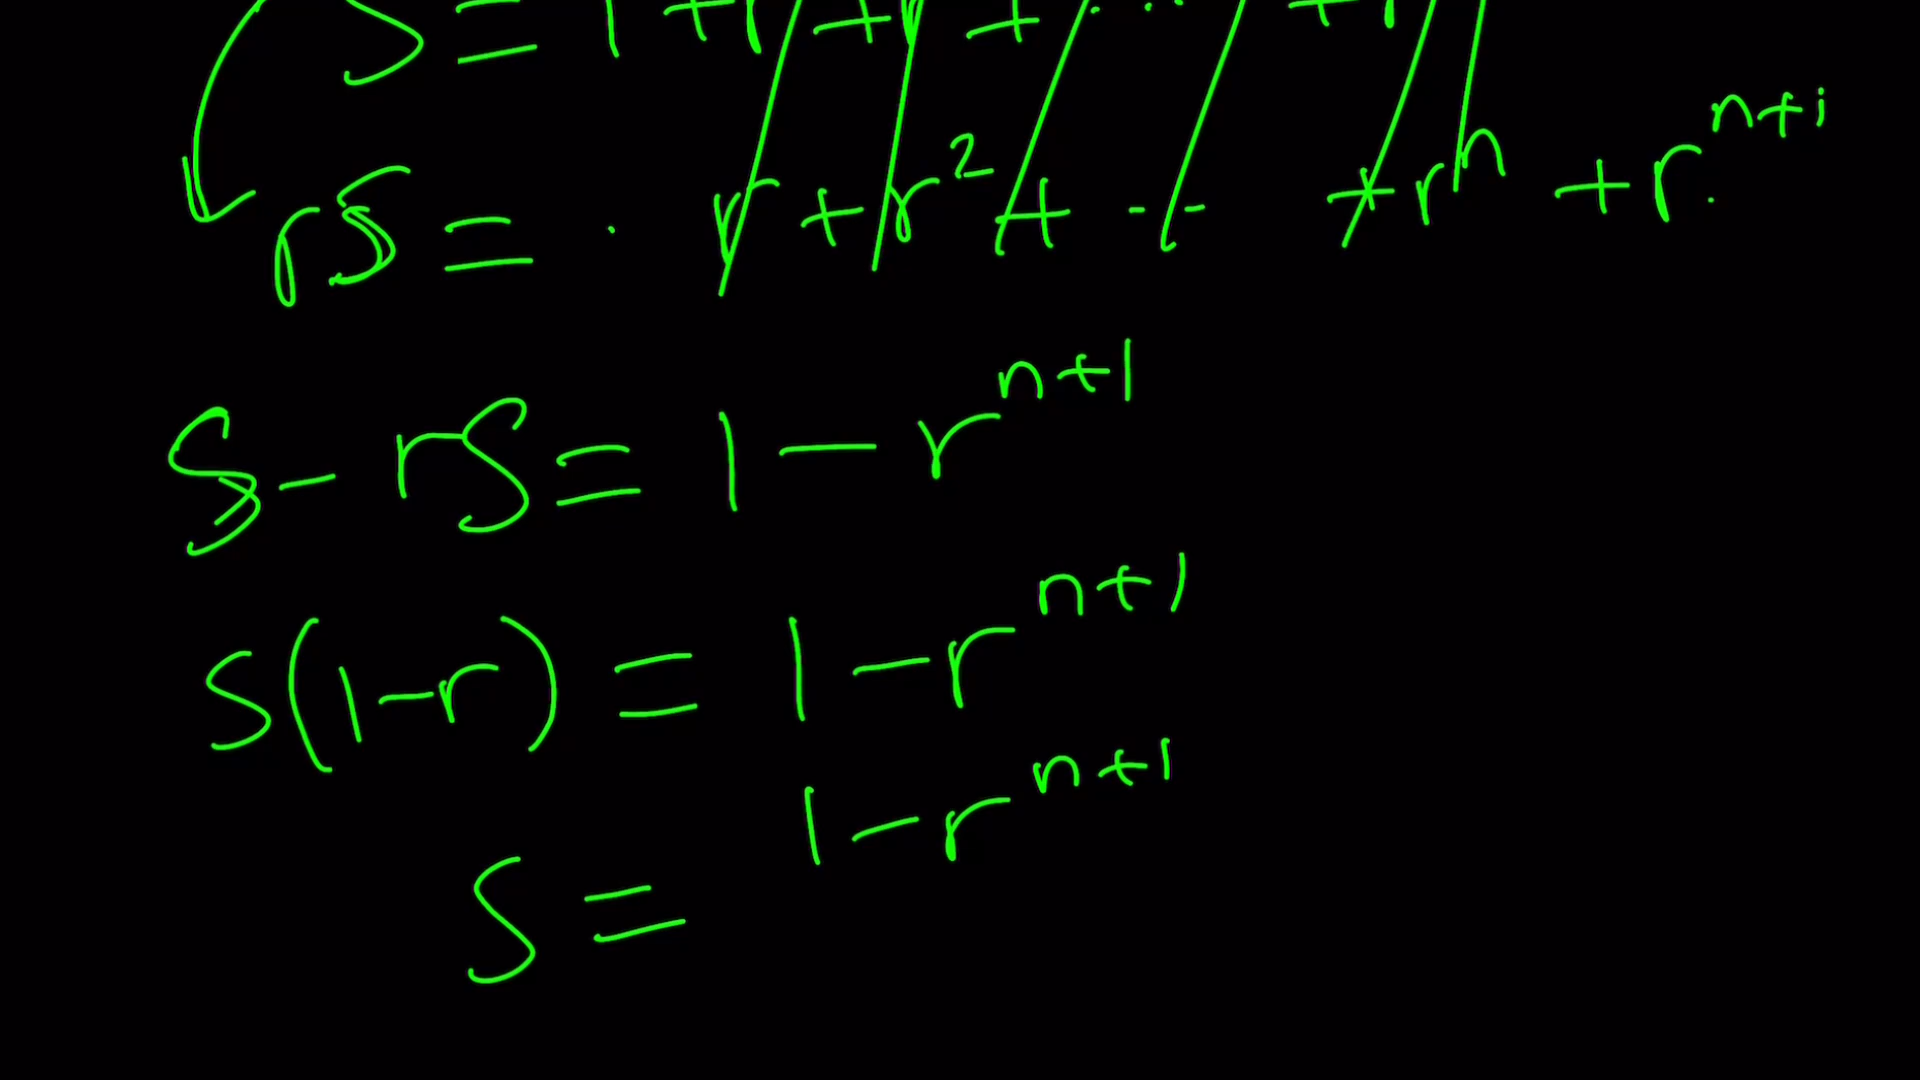 S = 1 + r + r + ... + r
rS = r + r² + - - + rⁿ + rⁿ⁺¹
S - rS = 1 - rⁿ⁺¹
S(1-r) = 1 - rⁿ⁺¹
S = 1 - rⁿ⁺¹